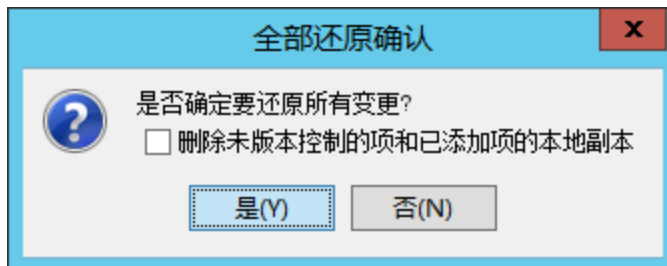 全部还原确认
x
是否确定要还原所有变更?
删除未版本控制的项和已添加项的本地副本
是(Y)
否(N)